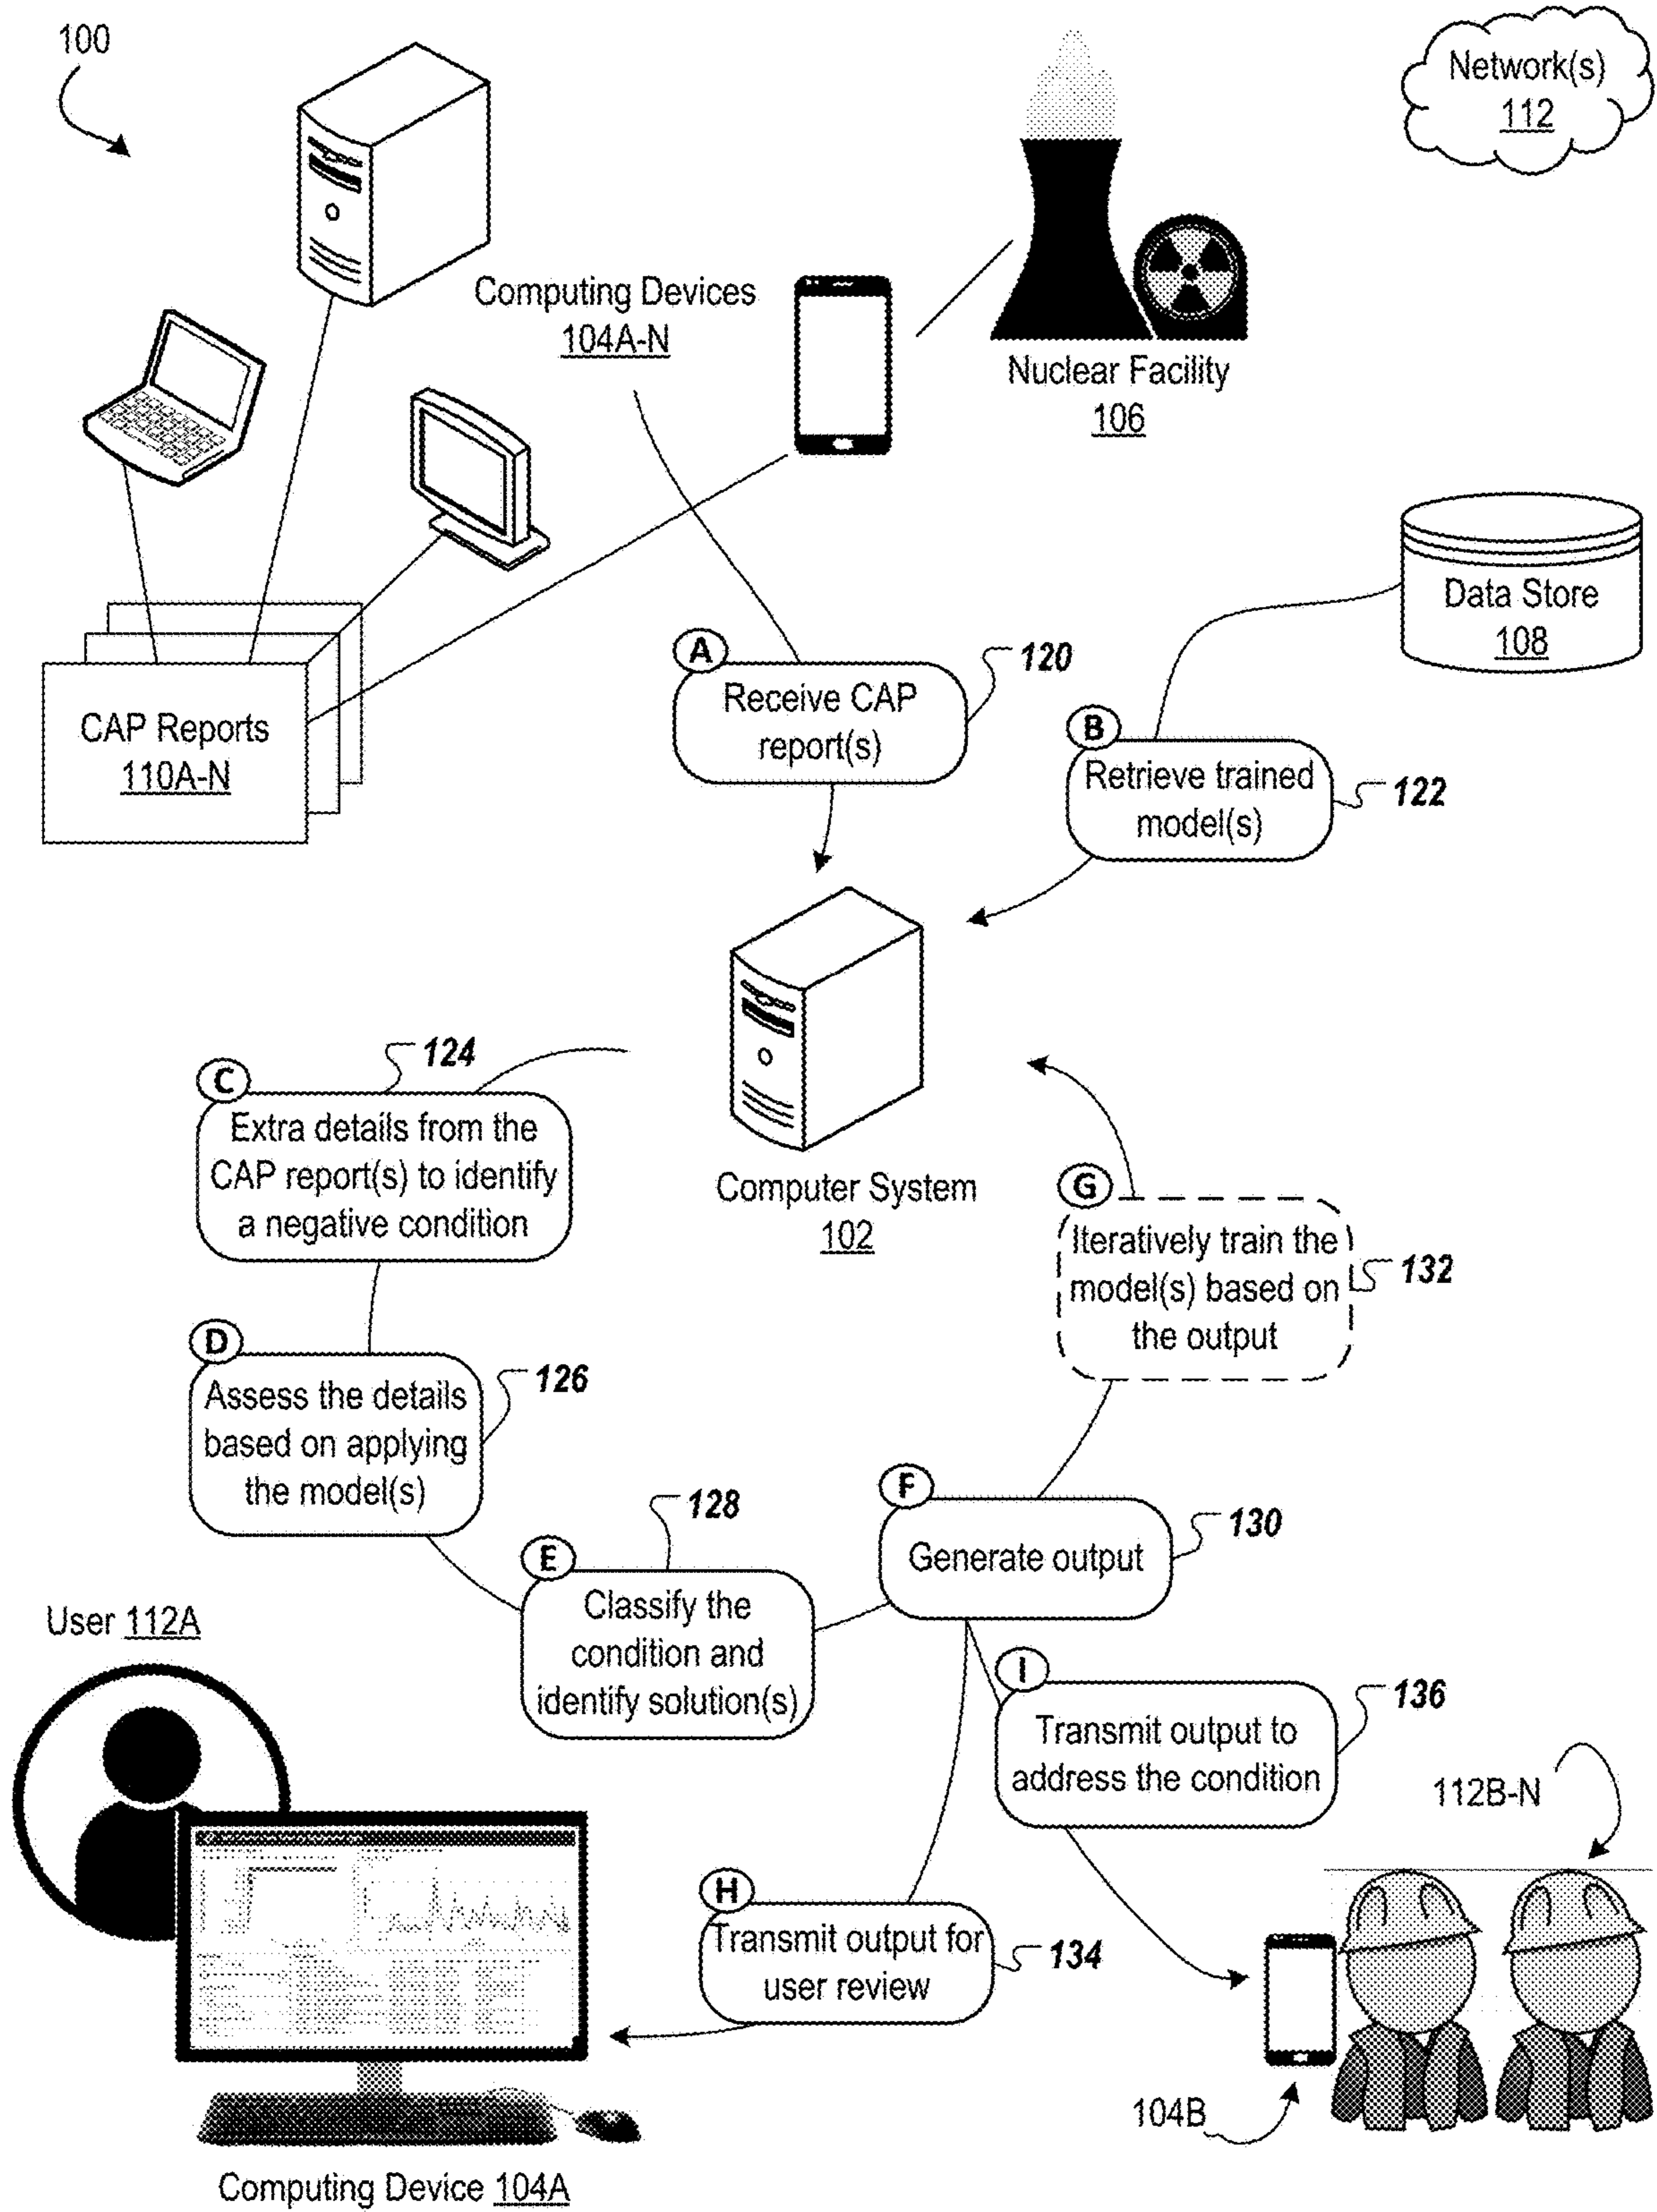 100
Network(s)
112
Computing Devices
104A-N
Nuclear Facility
106
Data Store
108
CAP Reports
110A-N
A
Receive CAP
report(s)
120
B
Retrieve trained
model(s)
122
C
124
Extra details from the
CAP report(s) to identify
a negative condition
Computer System
102
G
Iteratively train the
model(s) based on
the output
132
D
Assess the details
based on applying
the model(s)
126
E
128
Classify the
condition and
identify solution(s)
F
Generate output
130
User 112A
I
Transmit output to
address the condition
136
112B-N
H
Transmit output for
user review
134
104B
Computing Device 104A